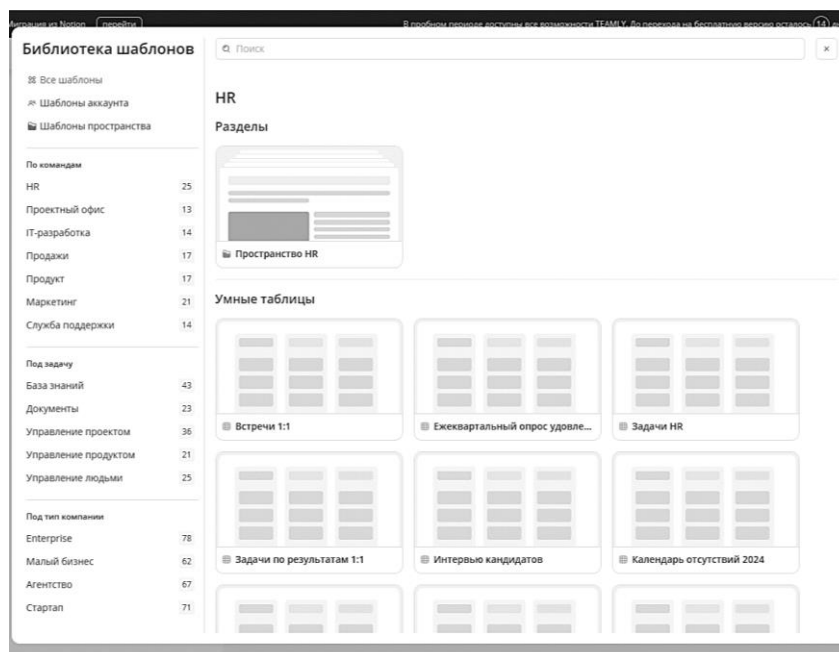 Миграция из Notion перейти
В пробном периоде доступны все возможности TEAMLY. До перехода на бесплатную версию осталось 14
Библиотека шаблонов
Поиск
Все шаблоны
Шаблоны аккаунта
Шаблоны пространства
По командам
HR 25
Проектный офис 13
IT-разработка 14
Продажи 17
Продукт 17
Маркетинг 21
Служба поддержки 14
Под задачу
База знаний 43
Документы 23
Управление проектом 36
Управление продуктом 21
Управление людьми 25
Под тип компании
Enterprise 78
Малый бизнес 62
Агентство 67
Стартап 71
HR
Разделы
Пространство HR
Умные таблицы
Встречи 1:1
Ежеквартальный опрос удовле...
Задачи HR
Задачи по результатам 1:1
Интервью кандидатов
Календарь отсутствий 2024